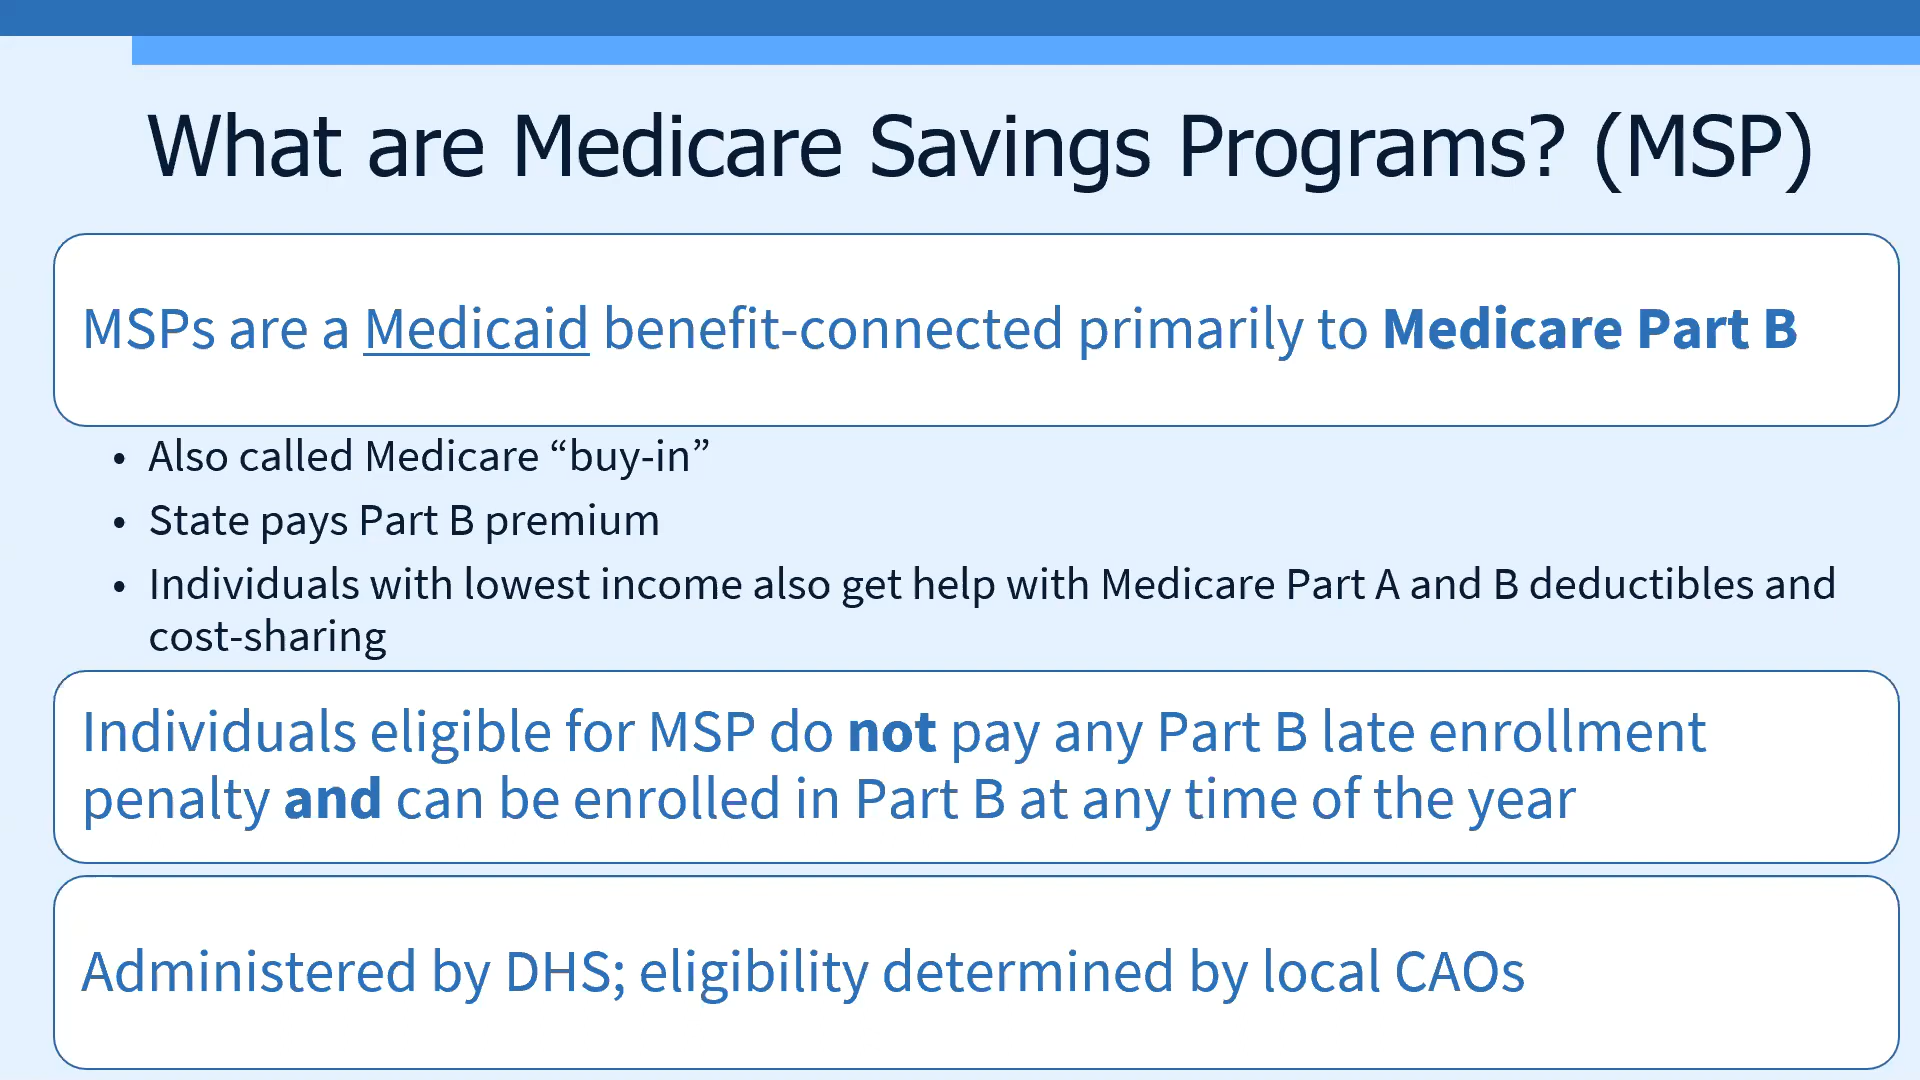 What are Medicare Savings Programs? (MSP)
MSPs are a Medicaid benefit-connected primarily to Medicare Part B
• Also called Medicare “buy-in”
• State pays Part B premium
• Individuals with lowest income also get help with Medicare Part A and B deductibles and
cost-sharing
Individuals eligible for MSP do not pay any Part B late enrollment
penalty and can be enrolled in Part B at any time of the year
Administered by DHS; eligibility determined by local CAOs